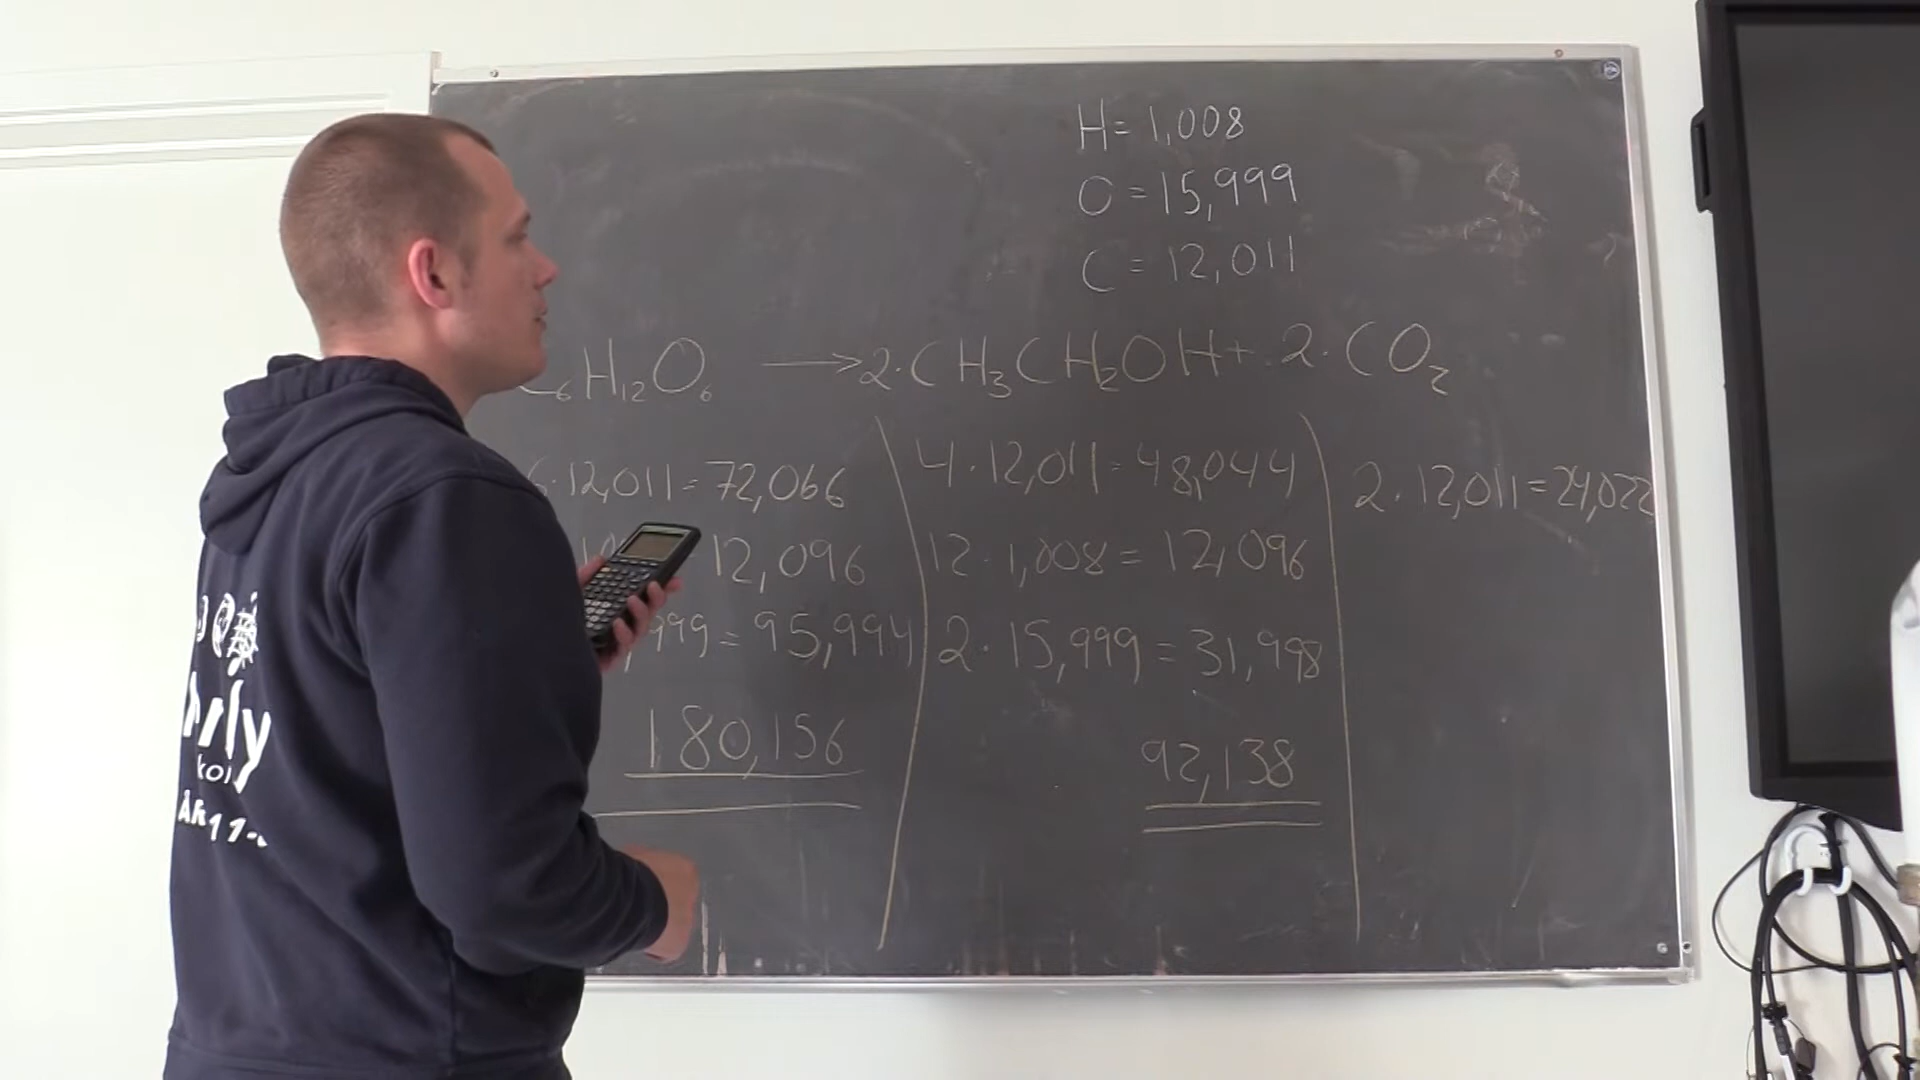 H = 1,008
O = 15,999
C = 12,011
C₆H₁₂O₆ → 2·CH₃CH₂OH + 2·CO₂
6·12,011 = 72,066
= 12,096
,999 = 95,994
180,156
4·12,011 = 48,044
12·1,008 = 12,096
2·15,999 = 31,998
92,138
2·12,011 = 24,022